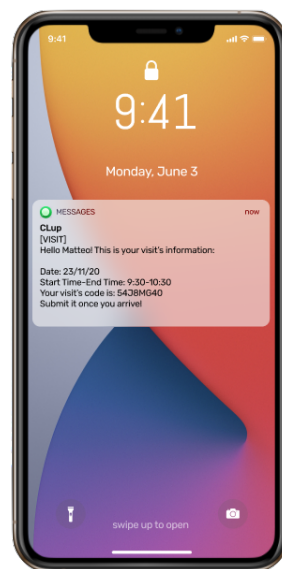 9:41
9:41
Monday, June 3
MESSAGES now
CLup
[VISIT]
Hello Matteo! This is your visit's information:
Date: 23/11/20
Start Time-End Time: 9:30-10:30
Your visit's code is: 54J8MG40
Submit it once you arrive!
swipe up to open